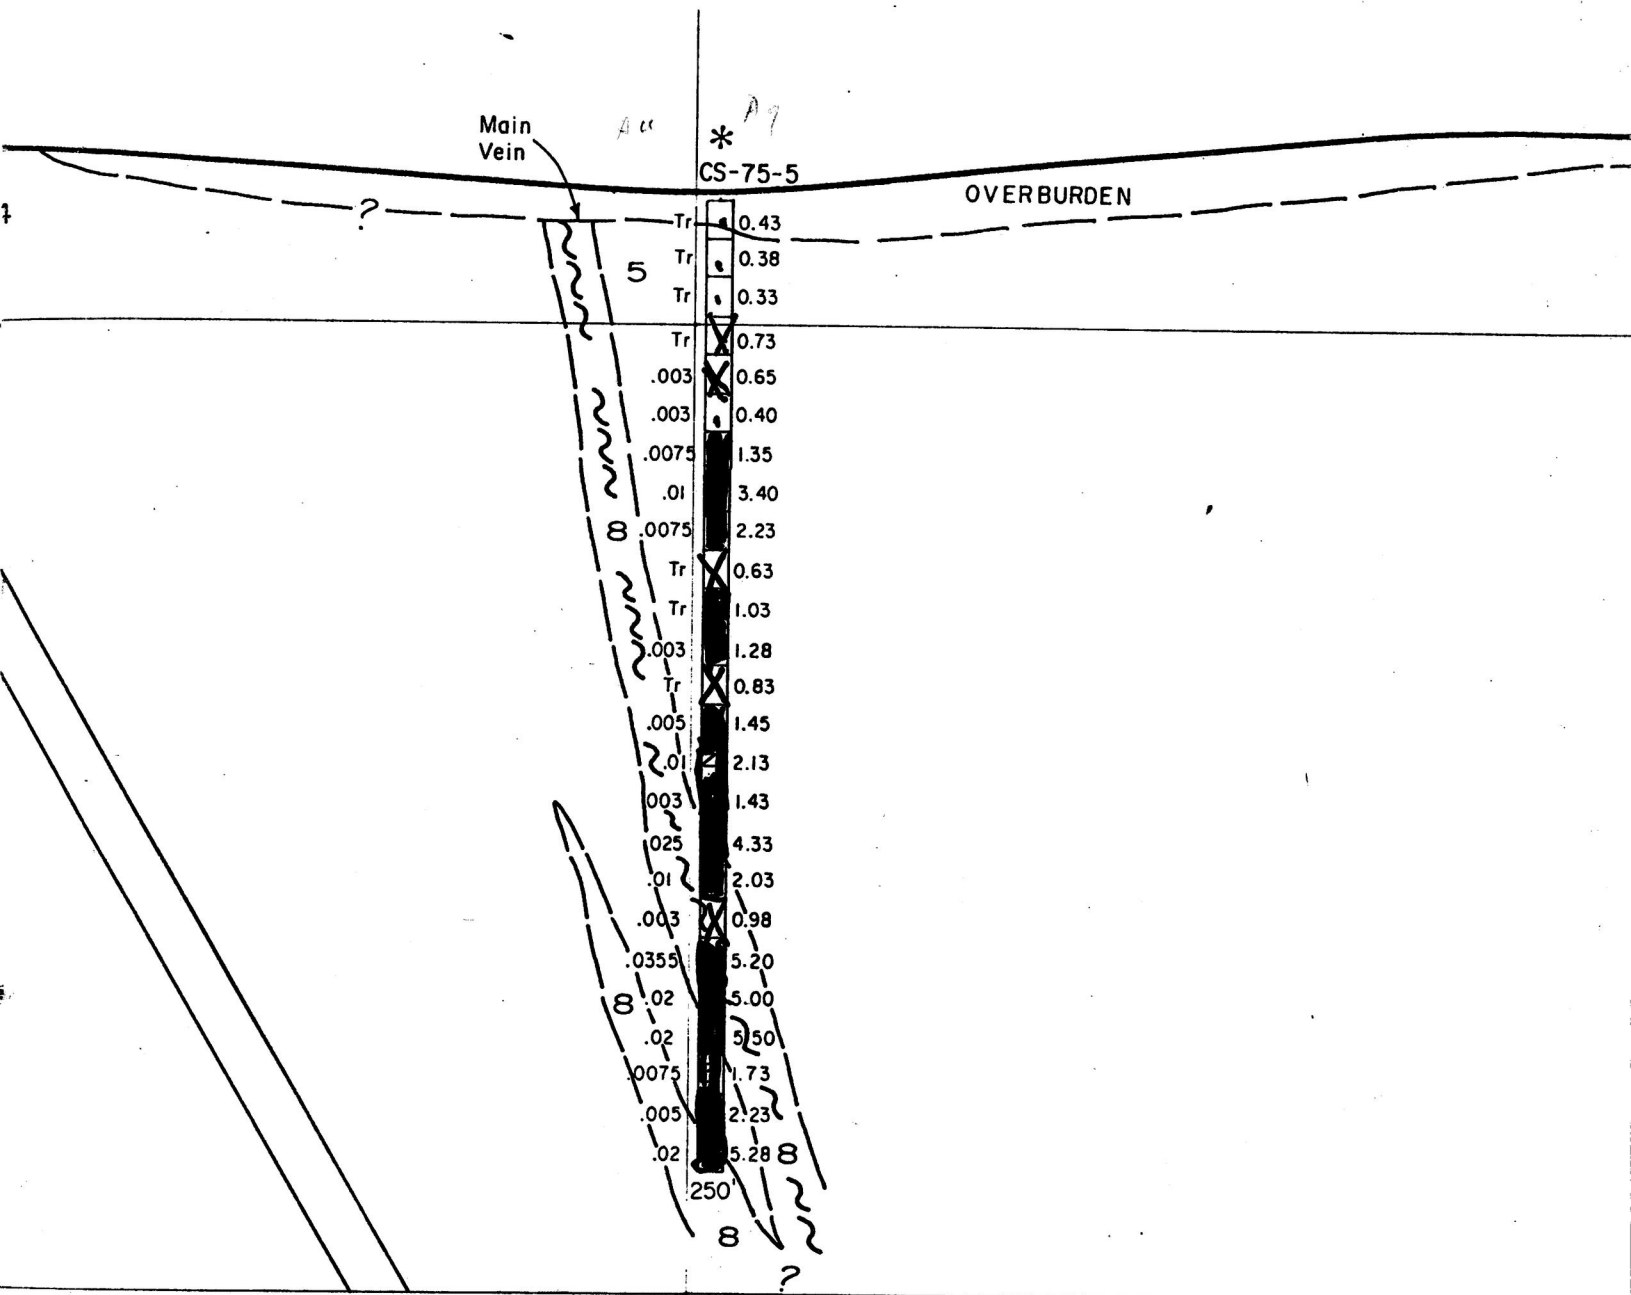 Main
Vein
Au
Ag
*
CS-75-5
OVERBURDEN
?
Tr 0.43
5
Tr 0.38
Tr 0.33
Tr 0.73
.003 0.65
.003 0.40
.0075 1.35
.01 3.40
8
.0075 2.23
Tr 0.63
Tr 1.03
.003 1.28
Tr 0.83
.005 1.45
.01 2.13
.003 1.43
.025 4.33
.01 2.03
.003 0.98
.0355 5.20
8
.02 5.00
.02 5.50
.0075 1.73
.005 2.23
.02 5.28
8
250'
8
?